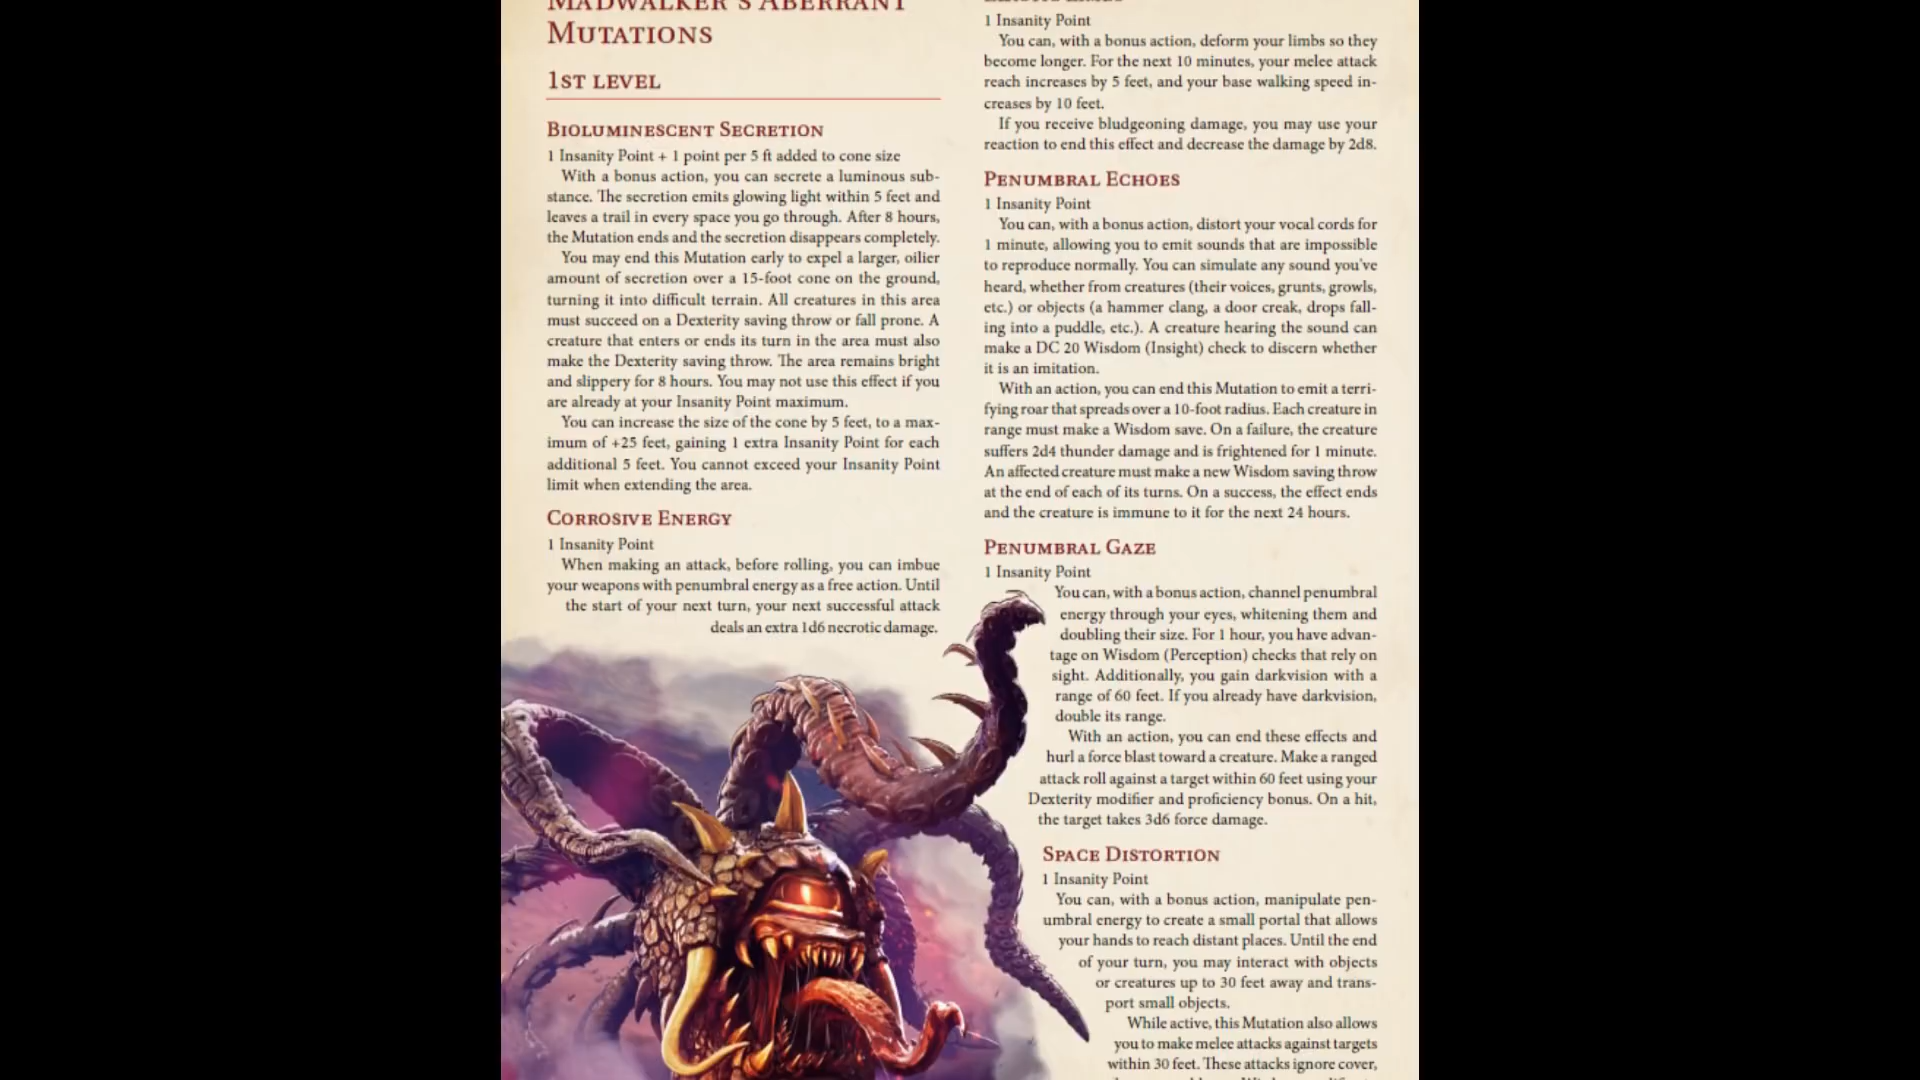 MADWALKER'S ABERRANT
MUTATIONS
1ST LEVEL
BIOLUMINESCENT SECRETION
1 Insanity Point + 1 point per 5 ft added to cone size
With a bonus action, you can secrete a luminous sub-
stance. The secretion emits glowing light within 5 feet and
leaves a trail in every space you go through. After 8 hours,
the Mutation ends and the secretion disappears completely.
You may end this Mutation early to expel a larger, oilier
amount of secretion over a 15-foot cone on the ground,
turning it into difficult terrain. All creatures in this area
must succeed on a Dexterity saving throw or fall prone. A
creature that enters or ends its turn in the area must also
make the Dexterity saving throw. The area remains bright
and slippery for 8 hours. You may not use this effect if you
are already at your Insanity Point maximum.
You can increase the size of the cone by 5 feet, to a max-
imum of +25 feet, gaining 1 extra Insanity Point for each
additional 5 feet. You cannot exceed your Insanity Point
limit when extending the area.
CORROSIVE ENERGY
1 Insanity Point
When making an attack, before rolling, you can imbue
your weapons with penumbral energy as a free action. Until
the start of your next turn, your next successful attack
deals an extra 1d6 necrotic damage.
1 Insanity Point
You can, with a bonus action, deform your limbs so they
become longer. For the next 10 minutes, your melee attack
reach increases by 5 feet, and your base walking speed in-
creases by 10 feet.
If you receive bludgeoning damage, you may use your
reaction to end this effect and decrease the damage by 2d8.
PENUMBRAL ECHOES
1 Insanity Point
You can, with a bonus action, distort your vocal cords for
1 minute, allowing you to emit sounds that are impossible
to reproduce normally. You can simulate any sound you've
heard, whether from creatures (their voices, grunts, growls,
etc.) or objects (a hammer clang, a door creak, drops fall-
ing into a puddle, etc.). A creature hearing the sound can
make a DC 20 Wisdom (Insight) check to discern whether
it is an imitation.
With an action, you can end this Mutation to emit a terri-
fying roar that spreads over a 10-foot radius. Each creature in
range must make a Wisdom save. On a failure, the creature
suffers 2d4 thunder damage and is frightened for 1 minute.
An affected creature must make a new Wisdom saving throw
at the end of each of its turns. On a success, the effect ends
and the creature is immune to it for the next 24 hours.
PENUMBRAL GAZE
1 Insanity Point
You can, with a bonus action, channel penumbral
energy through your eyes, whitening them and
doubling their size. For 1 hour, you have advan-
tage on Wisdom (Perception) checks that rely on
sight. Additionally, you gain darkvision with a
range of 60 feet. If you already have darkvision,
double its range.
With an action, you can end these effects and
hurl a force blast toward a creature. Make a ranged
attack roll against a target within 60 feet using your
Dexterity modifier and proficiency bonus. On a hit,
the target takes 3d6 force damage.
SPACE DISTORTION
1 Insanity Point
You can, with a bonus action, manipulate pen-
umbral energy to create a small portal that allows
your hands to reach distant places. Until the end
of your turn, you may interact with objects
or creatures up to 30 feet away and trans-
port small objects.
While active, this Mutation also allows
you to make melee attacks against targets
within 30 feet. These attacks ignore cover,